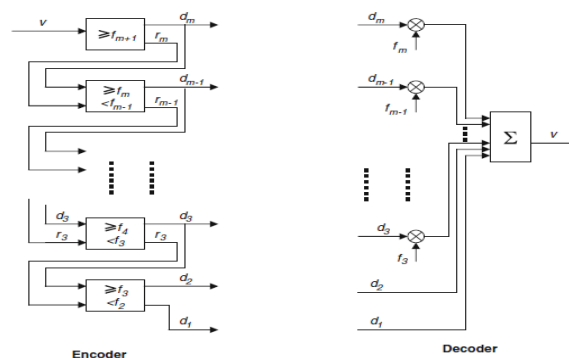 v
≥f_{m+1}
d_m
r_m
≥f_m
<f_{m-1}
d_{m-1}
r_{m-1}
d_3
r_3
≥f_4
<f_3
d_3
r_3
≥f_3
<f_2
d_2
d_1
Encoder
d_m
f_m
d_{m-1}
f_{m-1}
Σ
v
d_3
f_3
d_2
d_1
Decoder